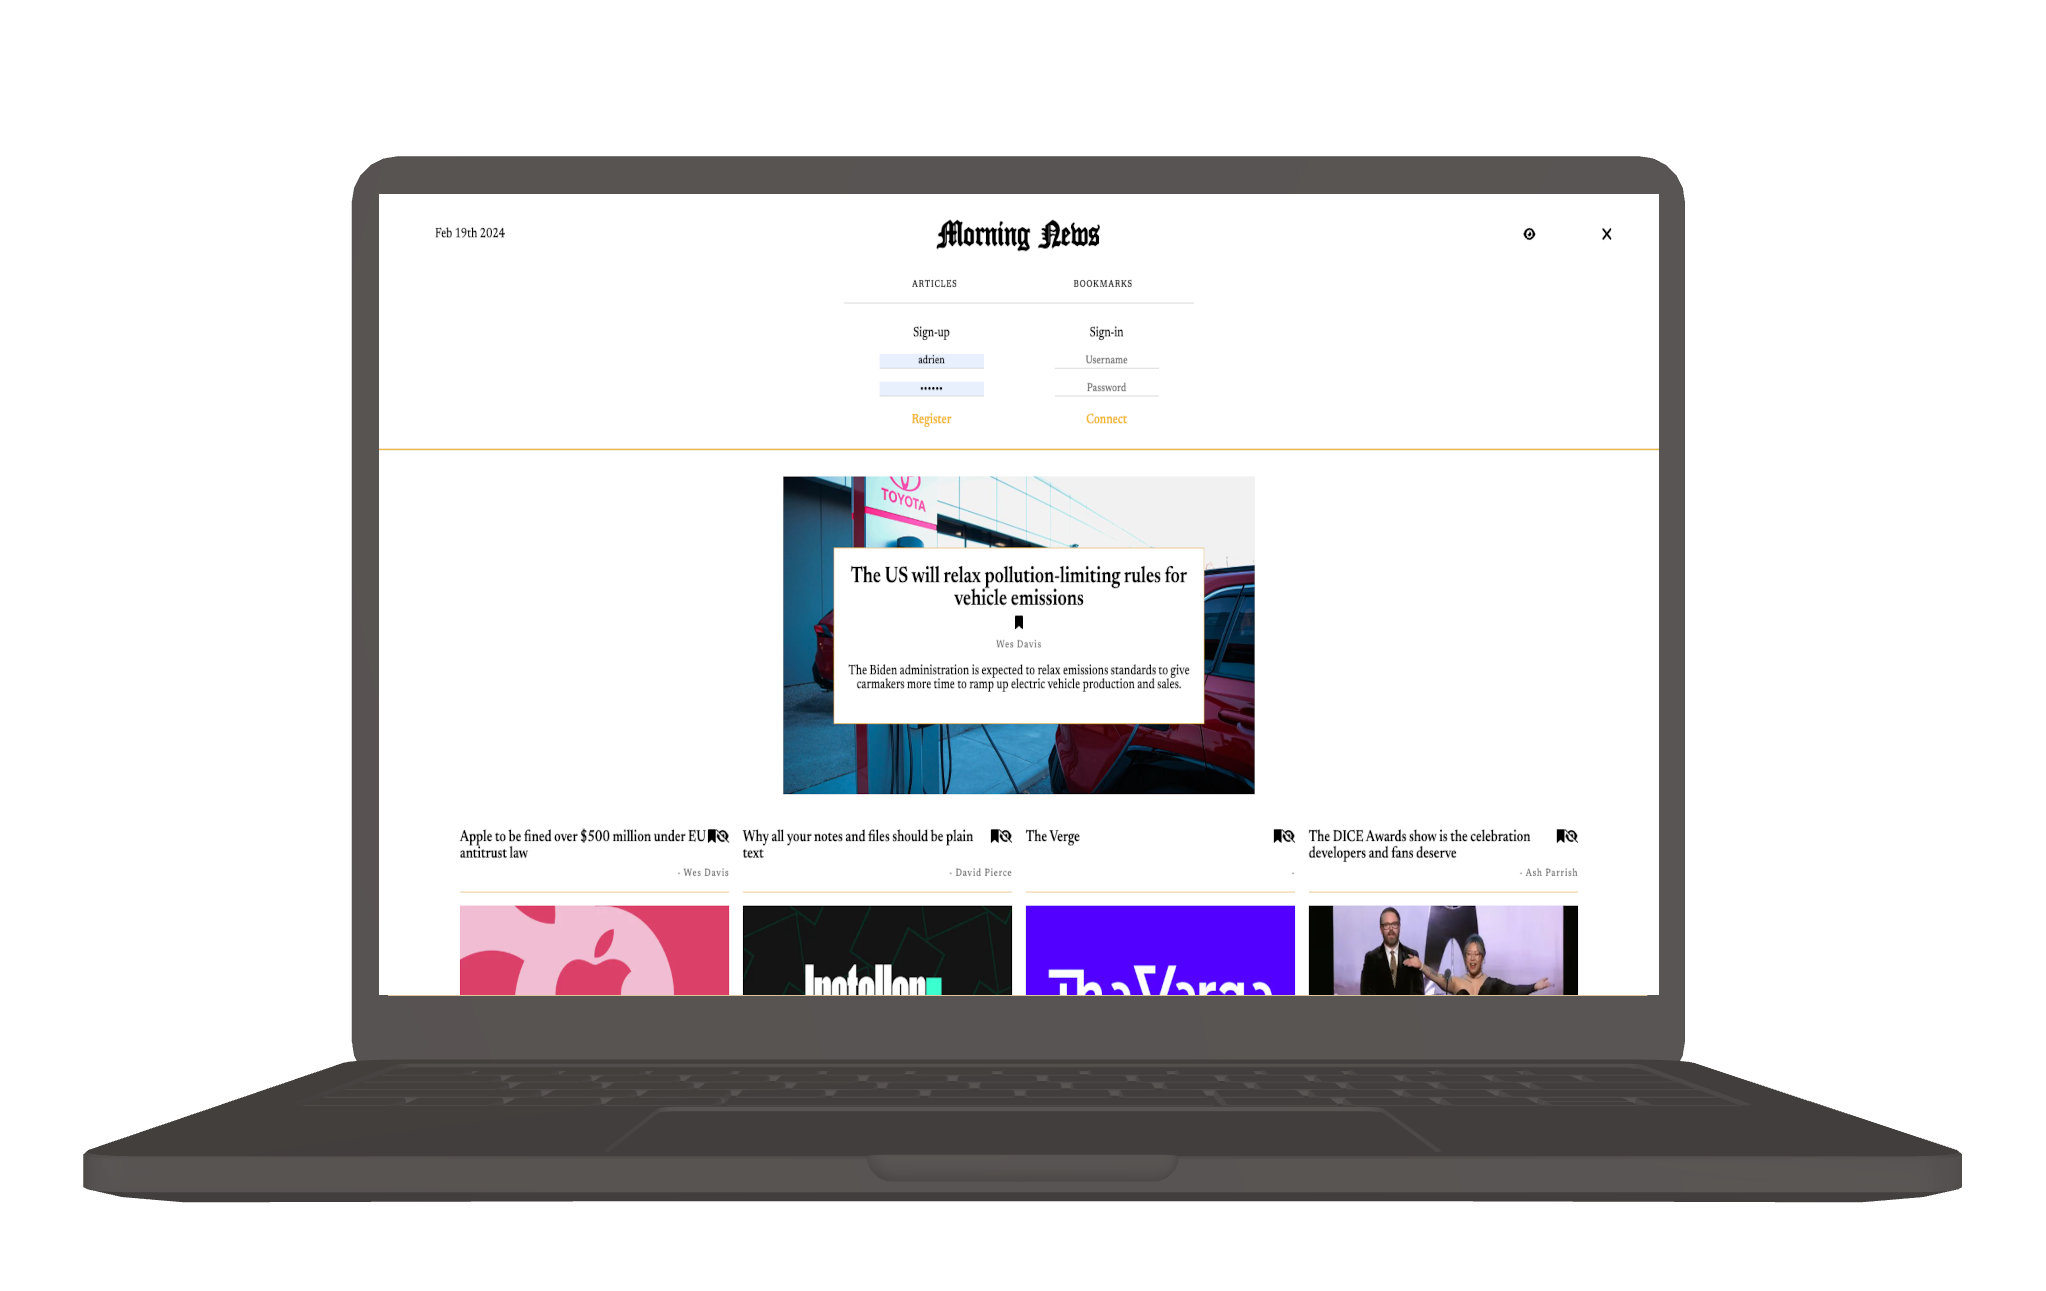 Feb 19th 2024
Morning News
ARTICLES
BOOKMARKS
Sign-up
Sign-in
adrien
Username
••••••
Password
Register
Connect
TOYOTA
The US will relax pollution-limiting rules for
vehicle emissions
Wes Davis
The Biden administration is expected to relax emissions standards to give
carmakers more time to ramp up electric vehicle production and sales.
Apple to be fined over $500 million under EU
antitrust law
- Wes Davis
Why all your notes and files should be plain
text
- David Pierce
The Verge
-
The DICE Awards show is the celebration
developers and fans deserve
- Ash Parrish
Installer
The Verge